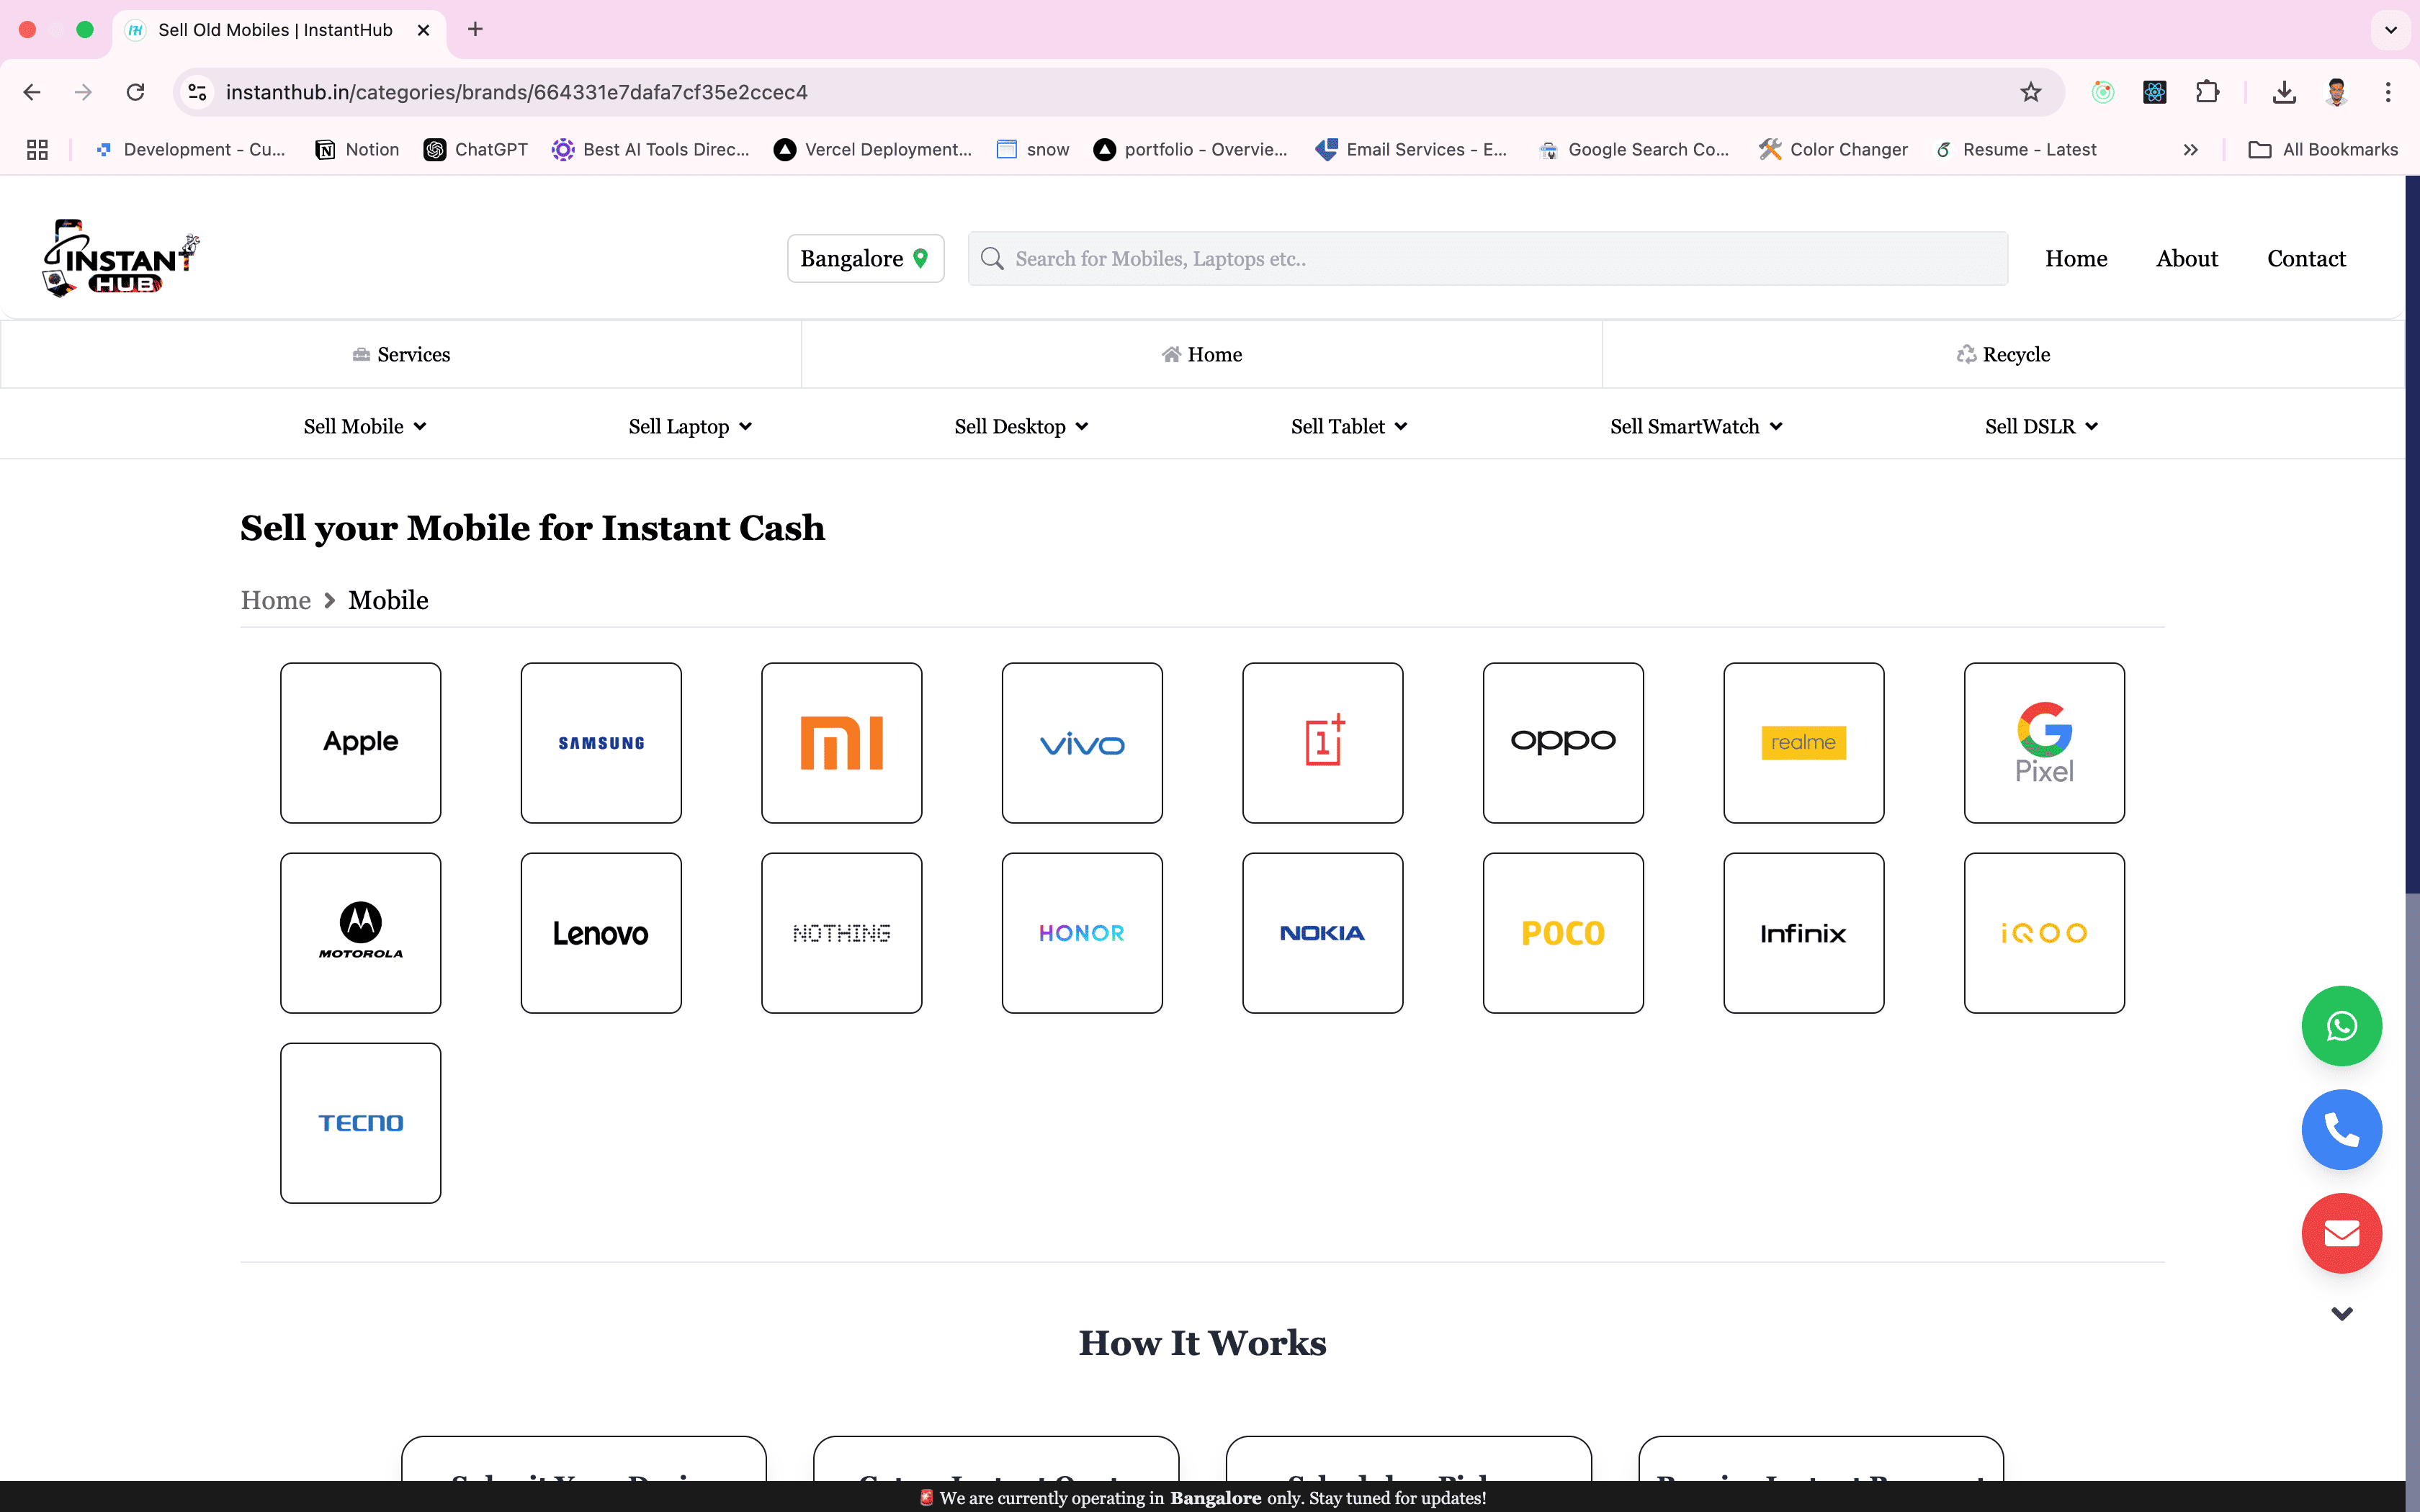 Sell Old Mobiles | InstantHub
instanthub.in/categories/brands/664331e7dafa7cf35e2ccec4
Development - Cu... Notion ChatGPT Best AI Tools Direc... Vercel Deployment... snow portfolio - Overvie... Email Services - E... Google Search Co... Color Changer Resume - Latest All Bookmarks
INSTANT
HUB
Bangalore Search for Mobiles, Laptops etc.. Home About Contact
Services Home Recycle
Sell Mobile Sell Laptop Sell Desktop Sell Tablet Sell SmartWatch Sell DSLR
Sell your Mobile for Instant Cash
Home > Mobile
Apple SAMSUNG mi vivo 1+ oppo realme G Pixel
MOTOROLA Lenovo NOTHING HONOR NOKIA POCO Infinix iQOO
TECNO
How It Works
🚨 We are currently operating in Bangalore only. Stay tuned for updates!